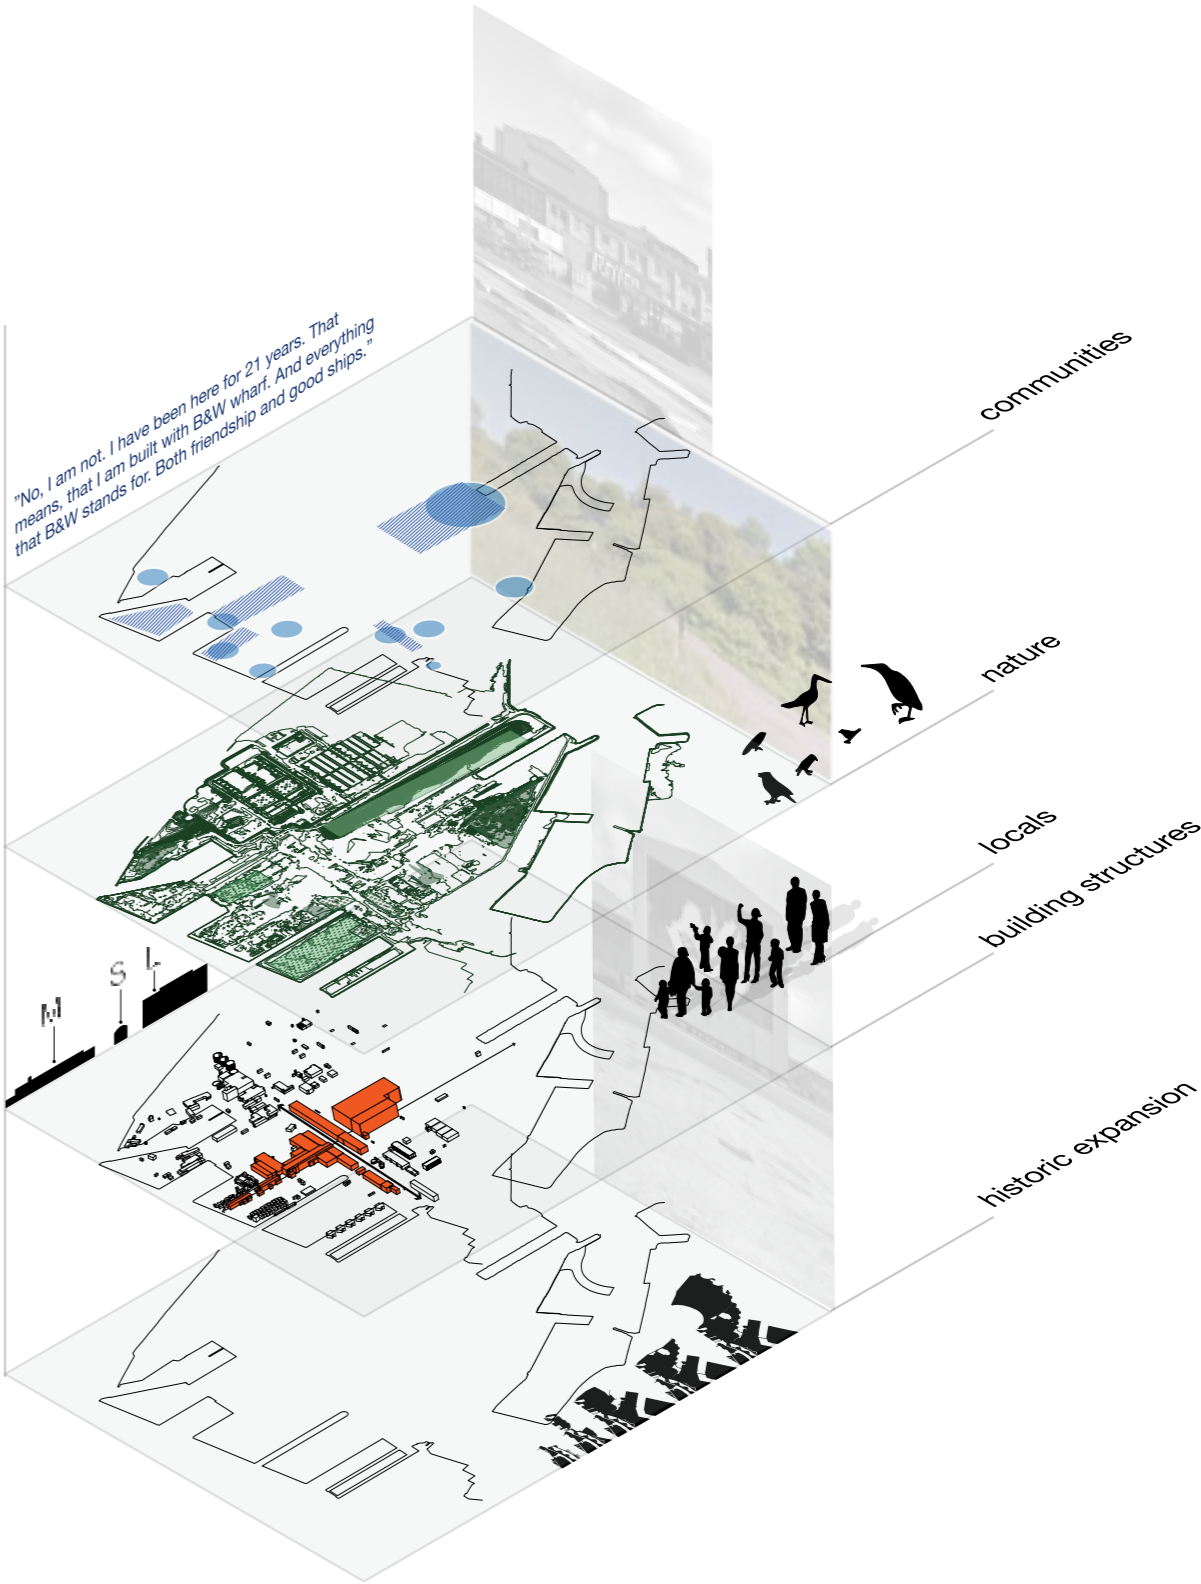 "No, I am not. I have been here for 21 years. That
means, that I am built with B&W wharf. And everything
that B&W stands for. Both friendship and good ships."
communities
nature
locals
building structures
M
S
L
historic expansion